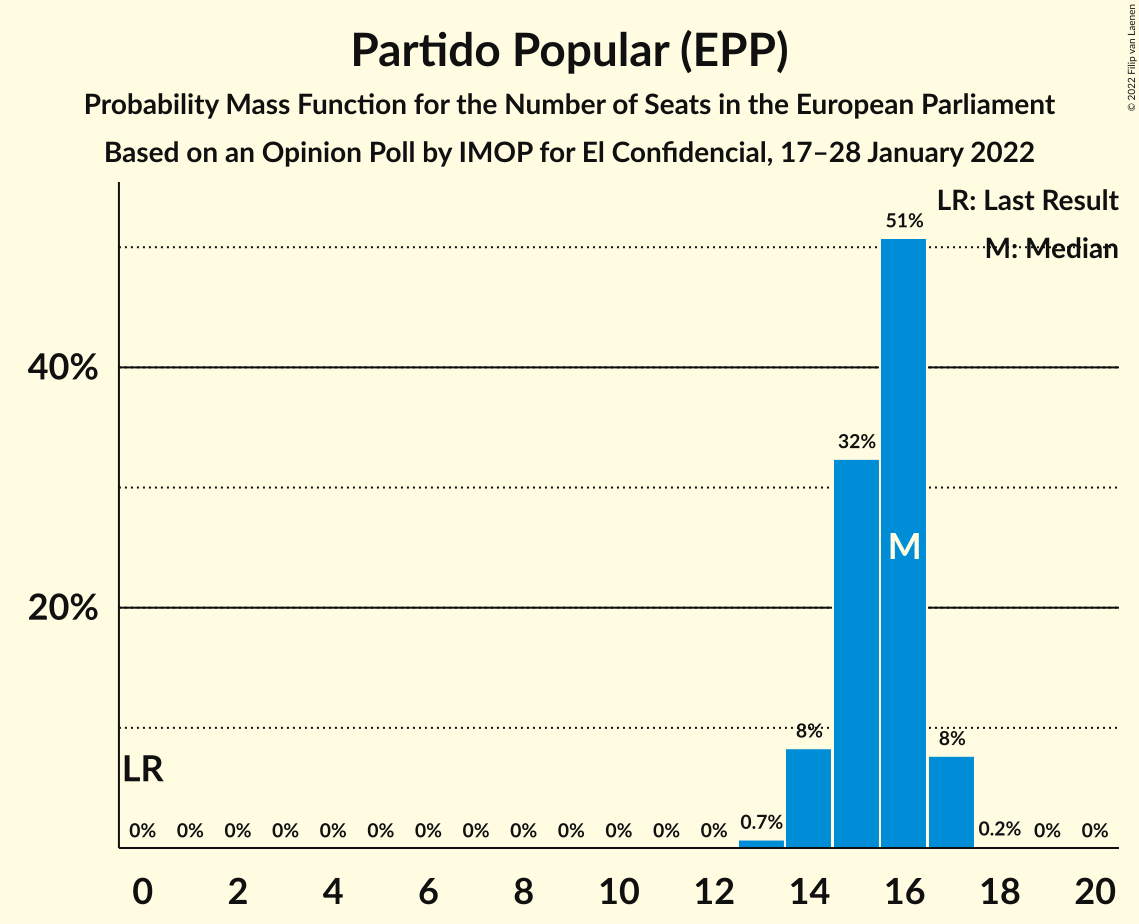 Partido Popular (EPP)
Probability Mass Function for the Number of Seats in the European Parliament
Based on an Opinion Poll by IMOP for El Confidencial, 17–28 January 2022
© 2022 Filip van Laenen
LR: Last Result
M: Median
51%
40%
32%
M
20%
8%
8%
LR
0% 0% 0% 0% 0% 0% 0% 0% 0% 0% 0% 0% 0% 0.7% 0.2% 0% 0%
0 2 4 6 8 10 12 14 16 18 20